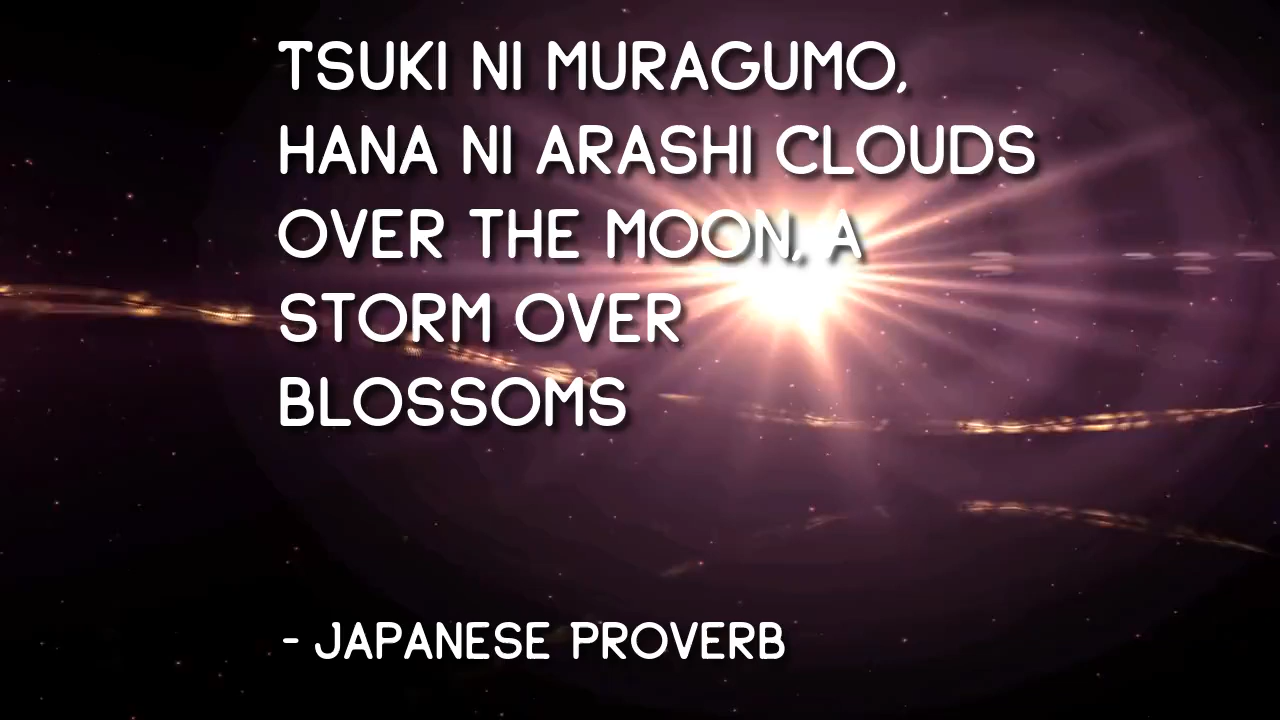 TSUKI NI MURAGUMO,
HANA NI ARASHI CLOUDS
OVER THE MOON, A
STORM OVER
BLOSSOMS
- JAPANESE PROVERB